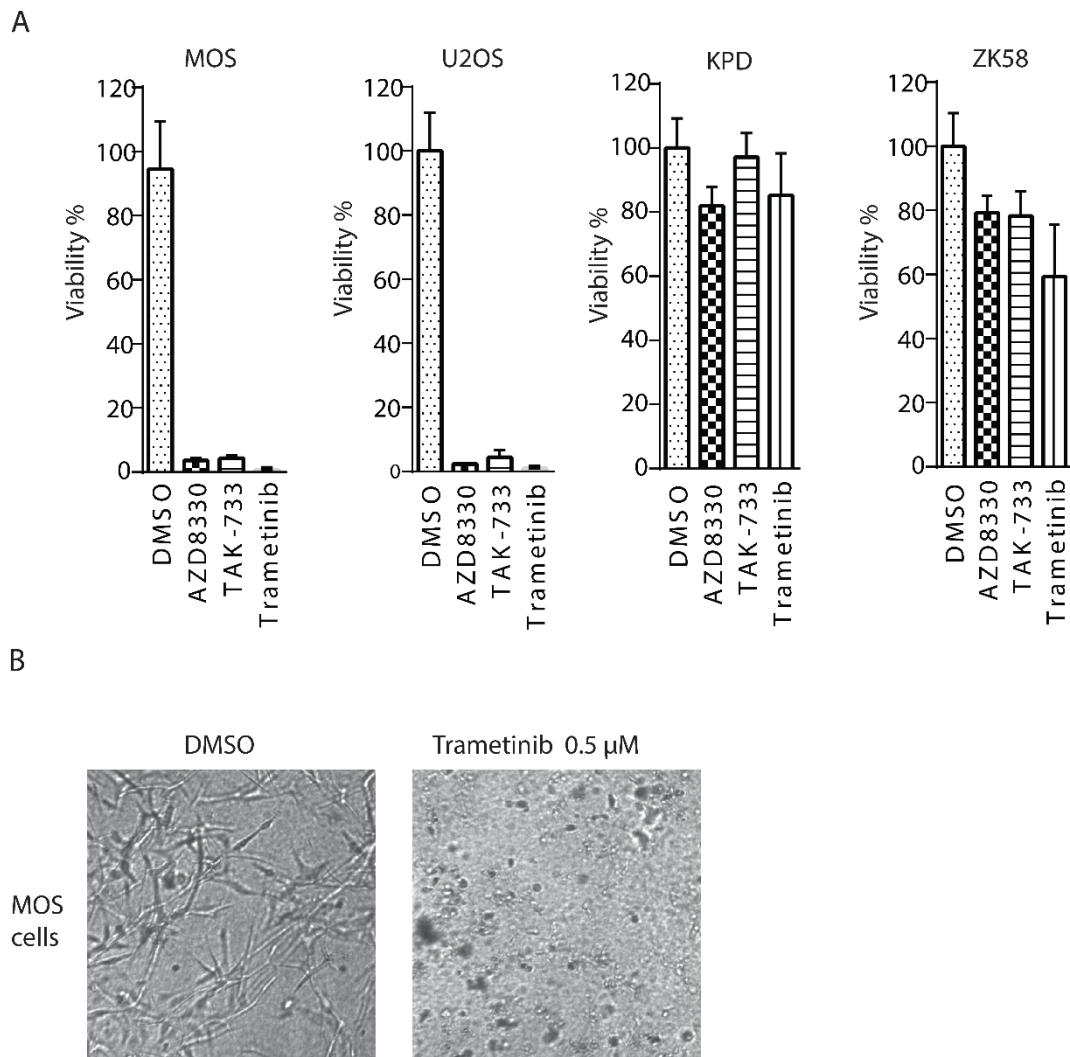 A
MOS
U2OS
KPD
ZK58
Viability %
120
100
80
60
40
20
0
DMSO
AZD8330
TAK-733
Trametinib
Viability %
120
100
80
60
40
20
0
DMSO
AZD8330
TAK-733
Trametinib
Viability %
120
100
80
60
40
20
0
DMSO
AZD8330
TAK-733
Trametinib
Viability %
120
100
80
60
40
20
0
DMSO
AZD8330
TAK-733
Trametinib
B
DMSO
Trametinib 0.5 µM
MOS
cells